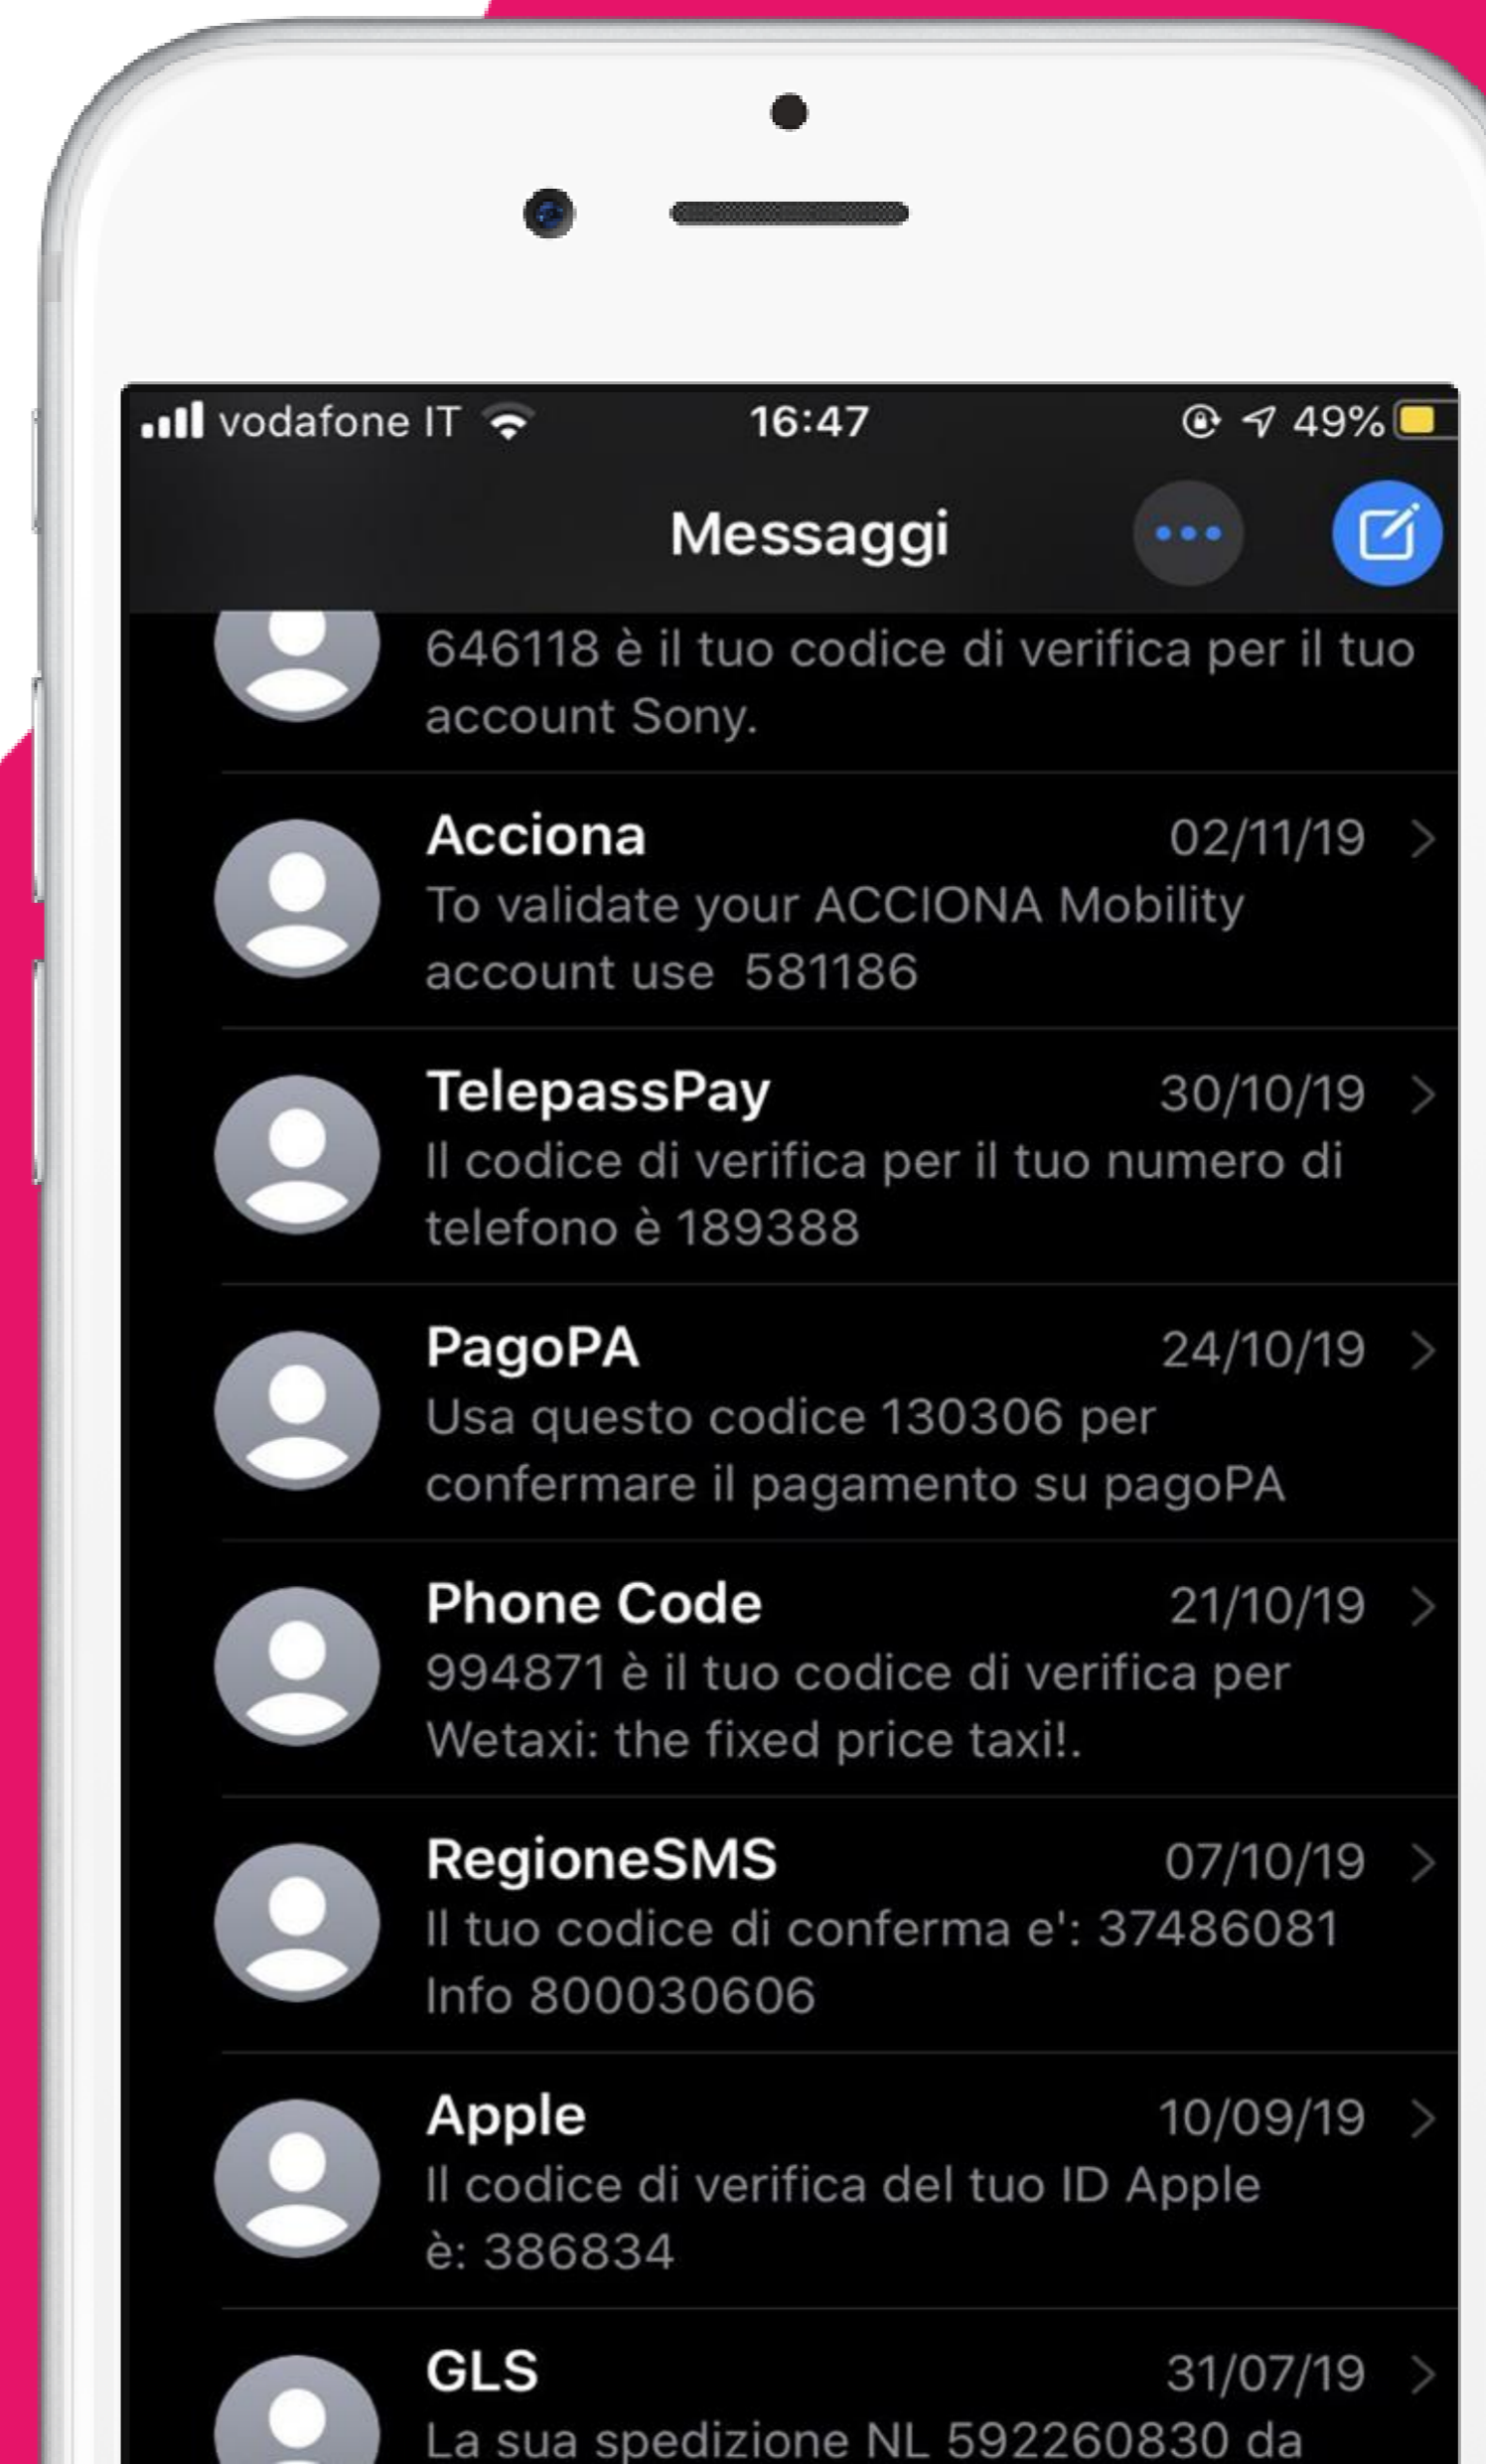 vodafone IT 16:47 49%
Messaggi
646118 è il tuo codice di verifica per il tuo
account Sony.
Acciona 02/11/19
To validate your ACCIONA Mobility
account use 581186
TelepassPay 30/10/19
Il codice di verifica per il tuo numero di
telefono è 189388
PagoPA 24/10/19
Usa questo codice 130306 per
confermare il pagamento su pagoPA
Phone Code 21/10/19
994871 è il tuo codice di verifica per
Wetaxi: the fixed price taxi!.
RegioneSMS 07/10/19
Il tuo codice di conferma e': 37486081
Info 800030606
Apple 10/09/19
Il codice di verifica del tuo ID Apple
è: 386834
GLS 31/07/19
La sua spedizione NL 592260830 da